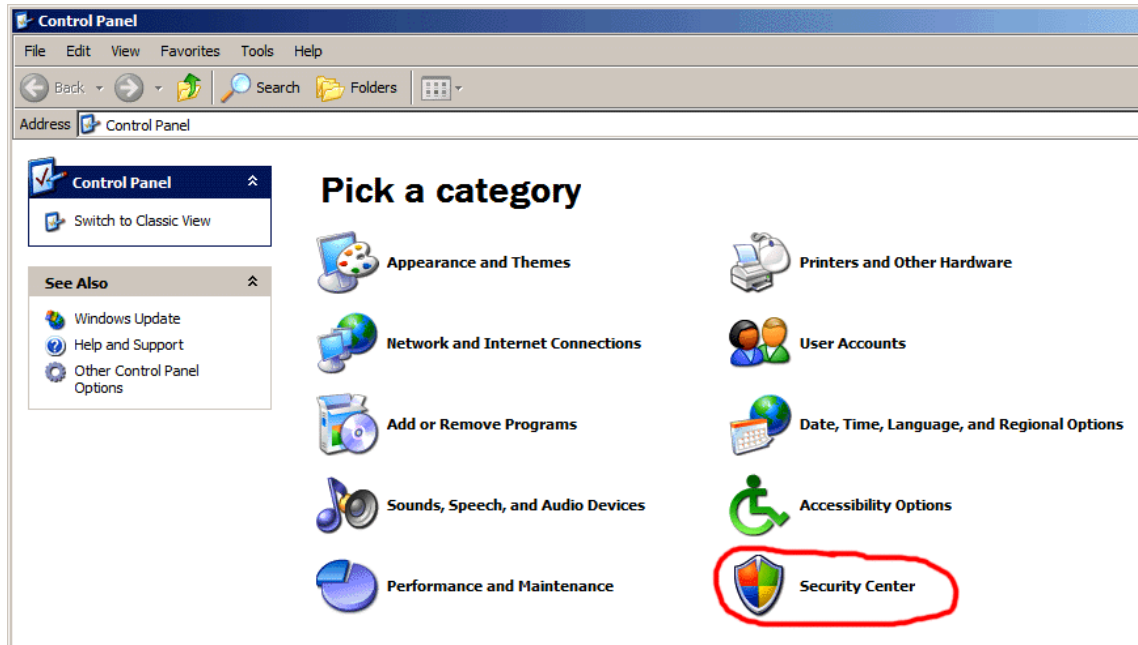 Control Panel
File Edit View Favorites Tools Help
Back Search Folders
Address Control Panel
Control Panel
Switch to Classic View
See Also
Windows Update
Help and Support
Other Control Panel
Options
Pick a category
Appearance and Themes
Printers and Other Hardware
Network and Internet Connections
User Accounts
Add or Remove Programs
Date, Time, Language, and Regional Options
Sounds, Speech, and Audio Devices
Accessibility Options
Performance and Maintenance
Security Center